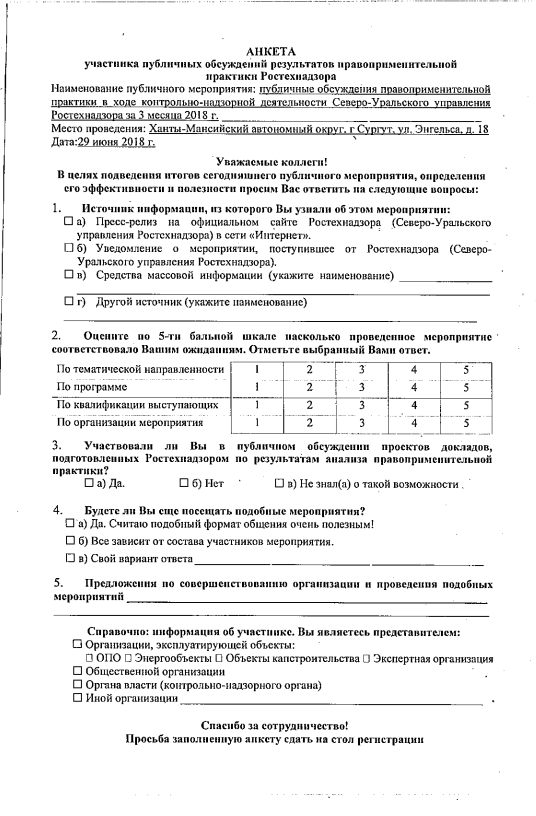 АНКЕТА
участника публичных обсуждений результатов правоприменительной
практики Ростехнадзора
Наименование публичного мероприятия: публичные обсуждения правоприменительной
практики в ходе контрольно-надзорной деятельности Северо-Уральского управления
Ростехнадзора за 3 месяца 2018 г.
Место проведения: Ханты-Мансийский автономный округ, г Сургут, ул. Энгельса, д. 18
Дата:29 июня 2018 г.
Уважаемые коллеги!
В целях подведения итогов сегодняшнего публичного мероприятия, определения
его эффективности и полезности просим Вас ответить на следующие вопросы:
1. Источник информации, из которого Вы узнали об этом мероприятии:
☐ а) Пресс-релиз на официальном сайте Ростехнадзора (Северо-Уральского
управления Ростехнадзора) в сети «Интернет».
☐ б) Уведомление о мероприятии, поступившее от Ростехнадзора (Северо-
Уральского управления Ростехнадзора).
☐ в) Средства массовой информации (укажите наименование)
☐ г) Другой источник (укажите наименование)
2. Оцените по 5-ти бальной шкале насколько проведенное мероприятие
соответствовало Вашим ожиданиям. Отметьте выбранный Вами ответ.
По тематической направленности 1 2 3 4 5
По программе 1 2 3 4 5
По квалификации выступающих 1 2 3 4 5
По организации мероприятия 1 2 3 4 5
3. Участвовали ли Вы в публичном обсуждении проектов докладов,
подготовленных Ростехнадзором по результатам анализа правоприменительной
практики?
☐ а) Да. ☐ б) Нет ☐ в) Не знал(а) о такой возможности.
4. Будете ли Вы еще посещать подобные мероприятия?
☐ а) Да. Считаю подобный формат общения очень полезным!
☐ б) Все зависит от состава участников мероприятия.
☐ в) Свой вариант ответа
5. Предложения по совершенствованию организации и проведения подобных
мероприятий
Справочно: информация об участнике. Вы являетесь представителем:
☐ Организации, эксплуатирующей объекты:
☐ ОПО ☐ Энергообъекты ☐ Объекты капстроительства ☐ Экспертная организация
☐ Общественной организации
☐ Органа власти (контрольно-надзорного органа)
☐ Иной организации
Спасибо за сотрудничество!
Просьба заполненную анкету сдать на стол регистрации